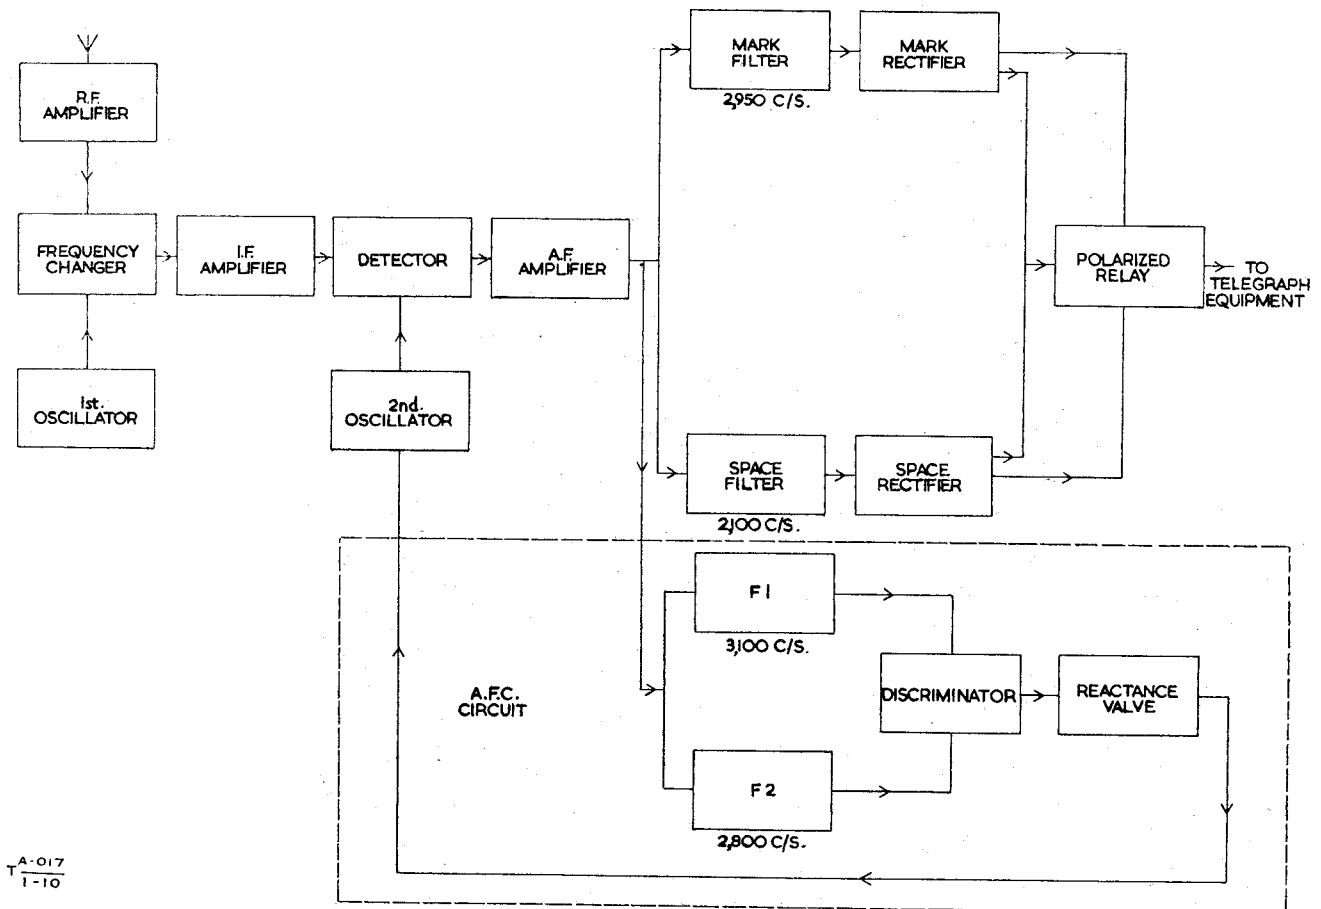 R.F.
AMPLIFIER
FREQUENCY
CHANGER
1st.
OSCILLATOR
I.F.
AMPLIFIER
DETECTOR
2nd.
OSCILLATOR
A.F.
AMPLIFIER
MARK
FILTER
2,950 C/S.
MARK
RECTIFIER
SPACE
FILTER
2,100 C/S.
SPACE
RECTIFIER
POLARIZED
RELAY
TO
TELEGRAPH
EQUIPMENT
A.F.C.
CIRCUIT
F 1
3,100 C/S.
F 2
2,800 C/S.
DISCRIMINATOR
REACTANCE
VALVE
T A-017
1-10